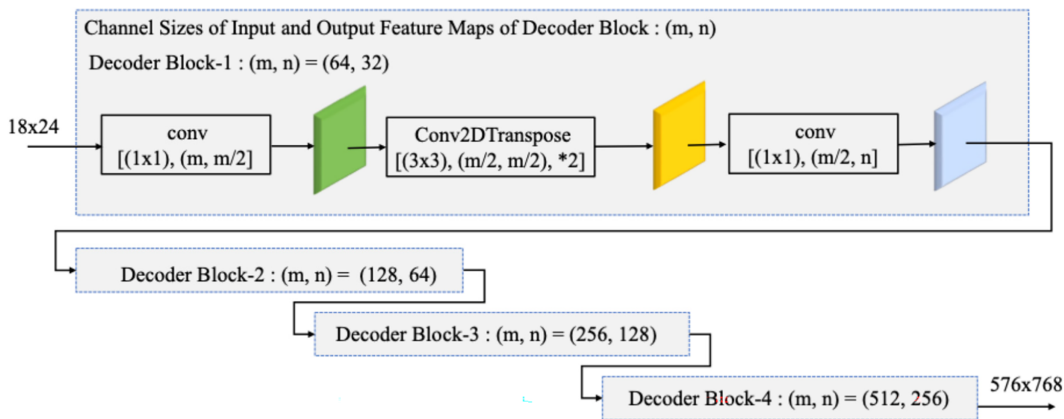 Channel Sizes of Input and Output Feature Maps of Decoder Block : (m, n)
Decoder Block-1 : (m, n) = (64, 32)
18x24
conv
[(1x1), (m, m/2]
Conv2DTranspose
[(3x3), (m/2, m/2), *2]
conv
[(1x1), (m/2, n]
Decoder Block-2 : (m, n) = (128, 64)
Decoder Block-3 : (m, n) = (256, 128)
Decoder Block-4 : (m, n) = (512, 256)
576x768